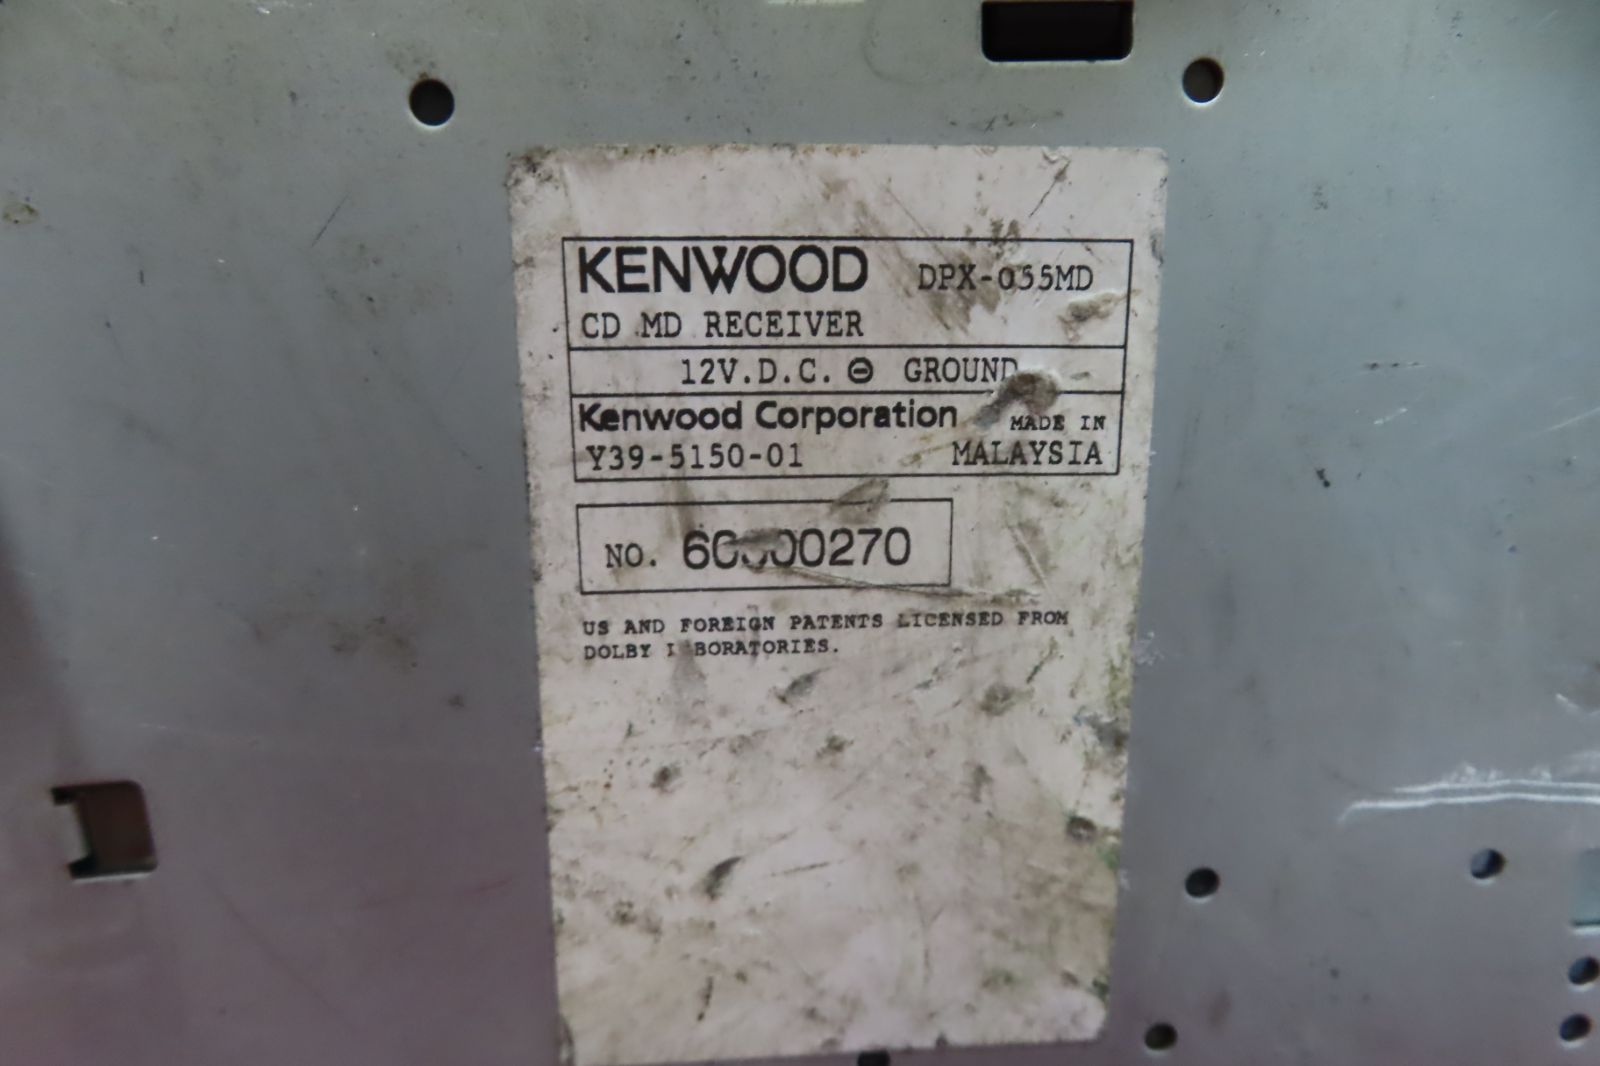 KENWOOD DPX-055MD
CD MD RECEIVER
12V.D.C. ⊖ GROUND
Kenwood Corporation MADE IN
Y39-5150-01 MALAYSIA
NO.
US AND FOREIGN PATENTS LICENSED FROM
DOLBY